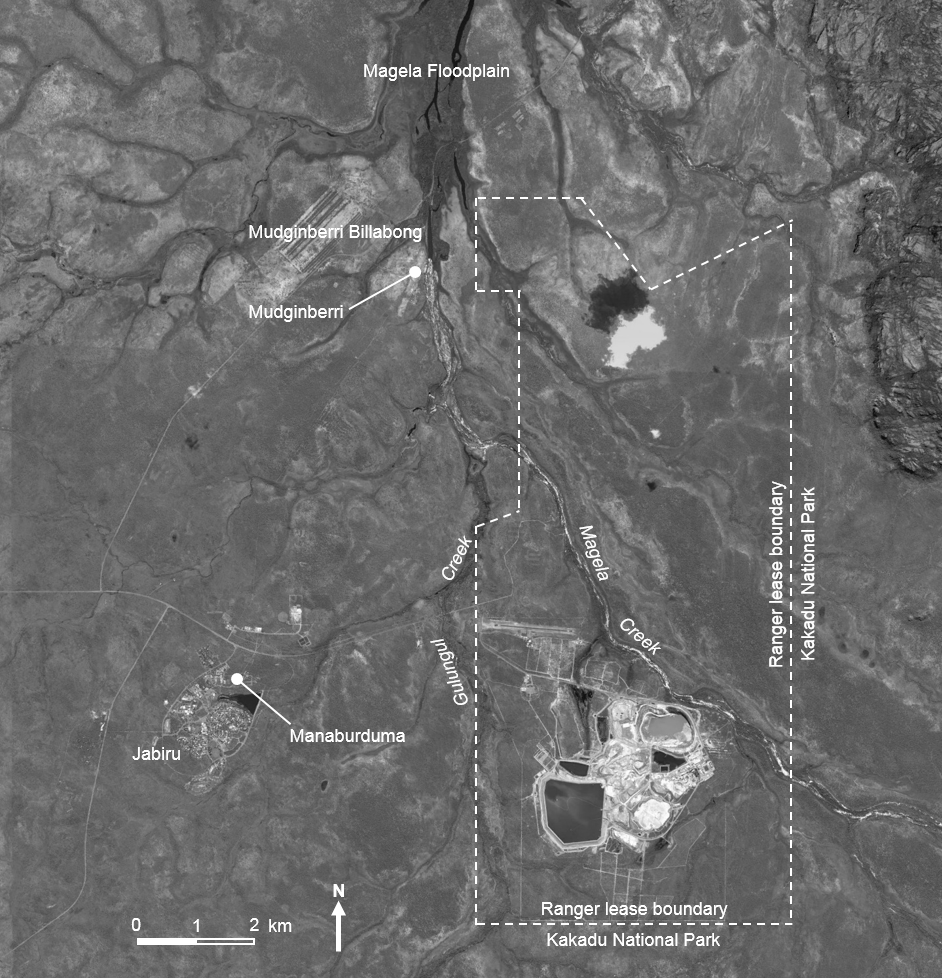 Magela Floodplain
Mudginberri Billabong
Mudginberri
Ranger lease boundary
Kakadu National Park
Magela
Creek
Creek
Gulungul
Manaburduma
Jabiru
N
0 1 2 km
Ranger lease boundary
Kakadu National Park